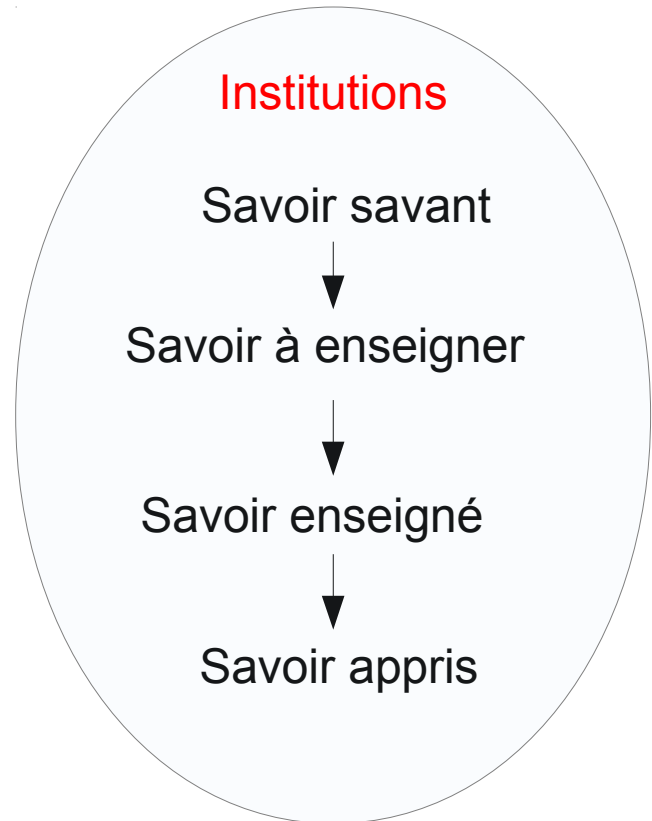 Institutions
Savoir savant
Savoir à enseigner
Savoir enseigné
Savoir appris